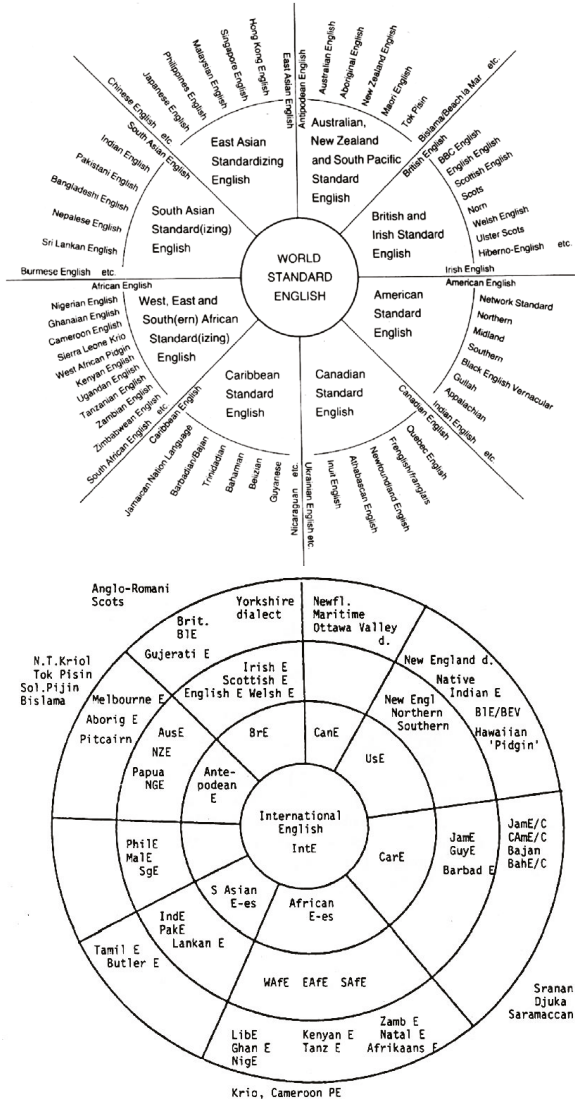 WORLD
STANDARD
ENGLISH
Australian,
New Zealand
and South Pacific
Standard
English
Antipodean English
Australian English
Aboriginal English
New Zealand English
Maori English
Tok Pisin
Bislama/Beach la Mar etc.
British and
Irish Standard
English
British English
BBC English
English English
Scottish English
Scots
Norn
Welsh English
Ulster Scots
Hiberno-English etc.
Irish English
American
Standard
English
American English
Network Standard
Northern
Midland
Southern
Black English Vernacular
Gullah
Appalachian
Indian English etc.
Canadian
Standard
English
Canadian English
Quebec English
Frenglish/franglais
Newfoundland English
Athabascan English
Inuit English
Ukrainian English etc.
Caribbean
Standard
English
Caribbean English
Jamaican Nation Language
Barbadian/Bajan
Trinidadian
Bahamian
Belizian
Guyanese
Nicaraguan etc.
West, East and
South(ern) African
Standard(izing)
English
African English
Nigerian English
Ghanaian English
Cameroon English
Sierra Leone Krio
West African Pidgin
Kenyan English
Ugandan English
Tanzanian English
Zambian English
Zimbabwean English
South African English etc.
South Asian
Standard(izing)
English
South Asian English
Indian English
Pakistani English
Bangladeshi English
Nepalese English
Sri Lankan English
Burmese English etc.
East Asian
Standardizing
English
East Asian English
Hong Kong English
Singapore English
Malaysian English
Philippines English
Japanese English
Chinese English etc
Anglo-Romani
Scots
Brit.
BlE
Yorkshire
dialect
Gujerati E
Newfl.
Maritime
Ottawa Valley
d.
N.T.Kriol
Tok Pisin
Sol.Pijin
Bislama
Irish E
Scottish E
English E Welsh E
New England d.
Native
Indian E
BlE/BEV
Hawaiian
'Pidgin'
Melbourne E
Aborig E
Pitcairn
AusE
NZE
Papua
NGE
New Engl
Northern
Southern
BrE
CanE
UsE
Ante-
podean
E
International
English
IntE
PhilE
MalE
SgE
CarE
JamE
GuyE
Barbad E
JamE/C
CAmE/C
Bajan
BahE/C
S Asian
E-es
African
E-es
IndE
PakE
Lankan E
Tamil E
Butler E
WAfE EAfE SAfE
LibE
Ghan E
NigE
Kenyan E
Tanz E
Zamb E
Natal E
Afrikaans E
Sranan
Djuka
Saramaccan
Krio, Cameroon PE